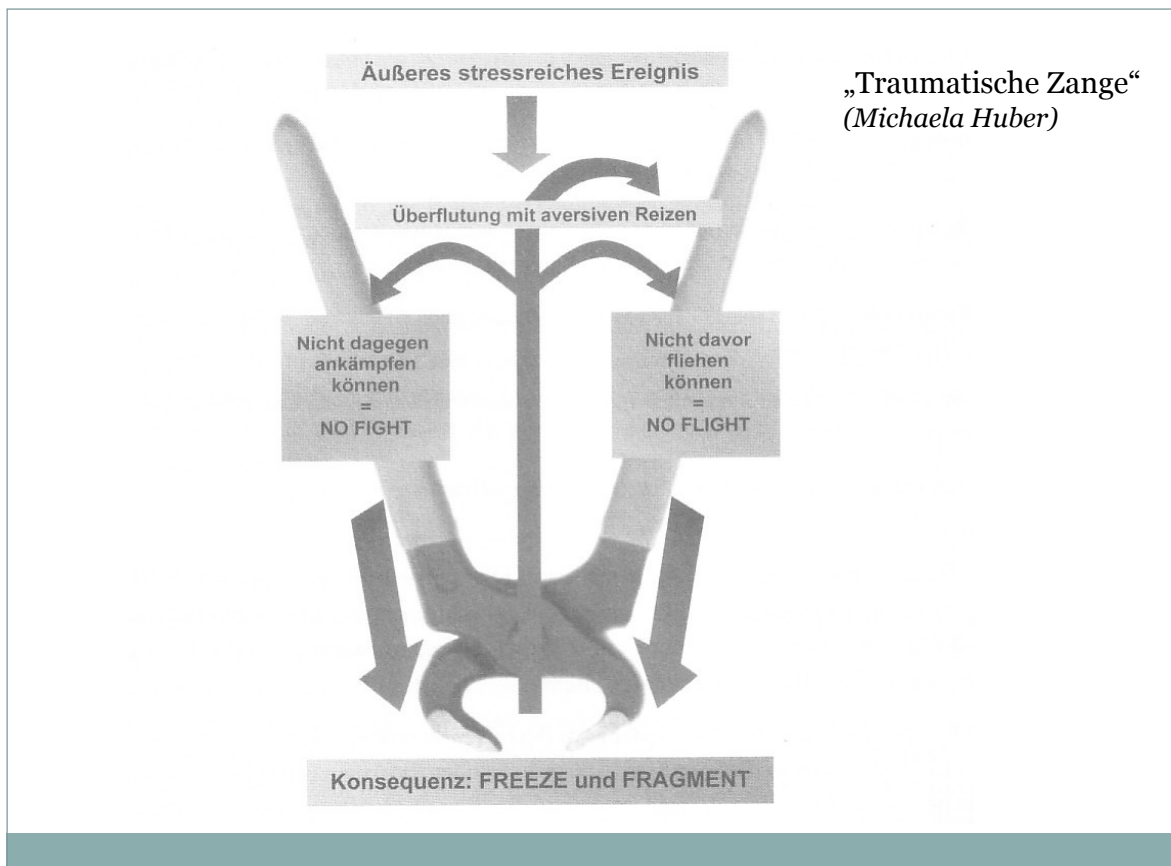 Äußeres stressreiches Ereignis
„Traumatische Zange“
(Michaela Huber)
Überflutung mit aversiven Reizen
Nicht dagegen
ankämpfen
können
=
NO FIGHT
Nicht davor
fliehen
können
=
NO FLIGHT
Konsequenz: FREEZE und FRAGMENT